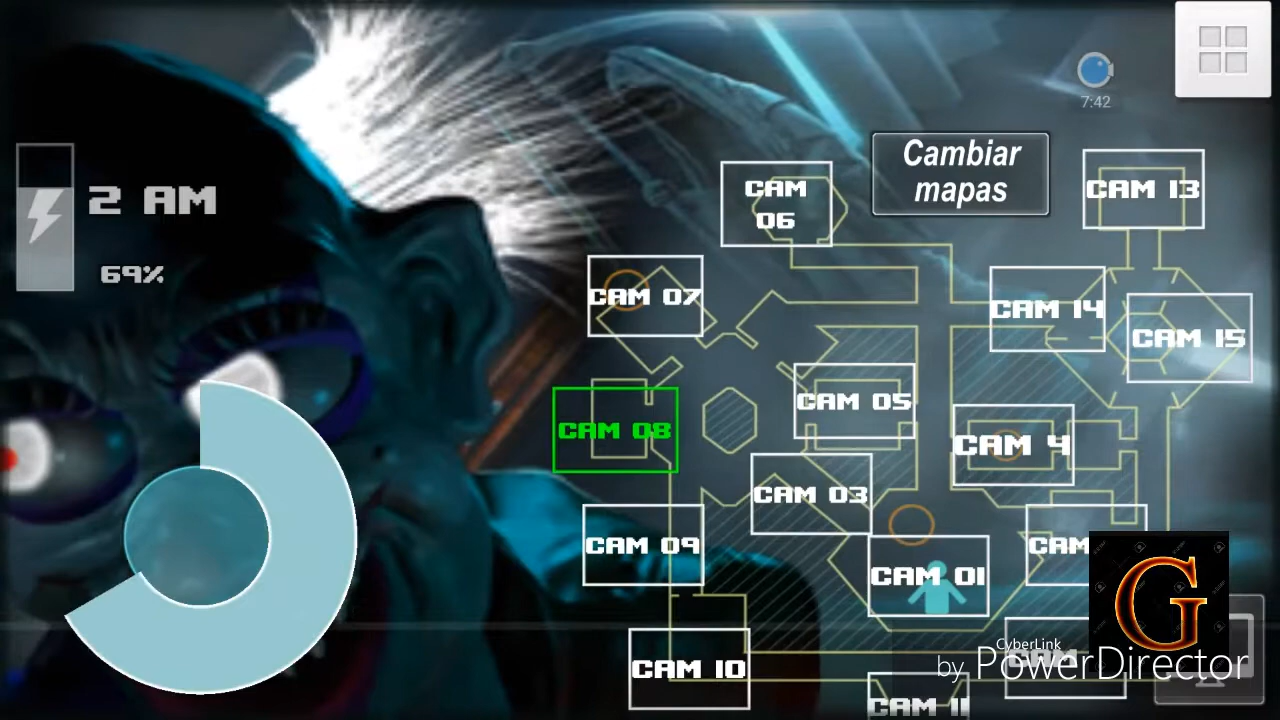 7:42
Cambiar
mapas
CAM 13
CAM
06
2 AM
69%
CAM 07
CAM 14
CAM 15
CAM 05
CAM 08
CAM 4
CAM 03
CAM 09
CAM
CAM 01
G
CAM 10
CyberLink
by PowerDirector
CAM 11